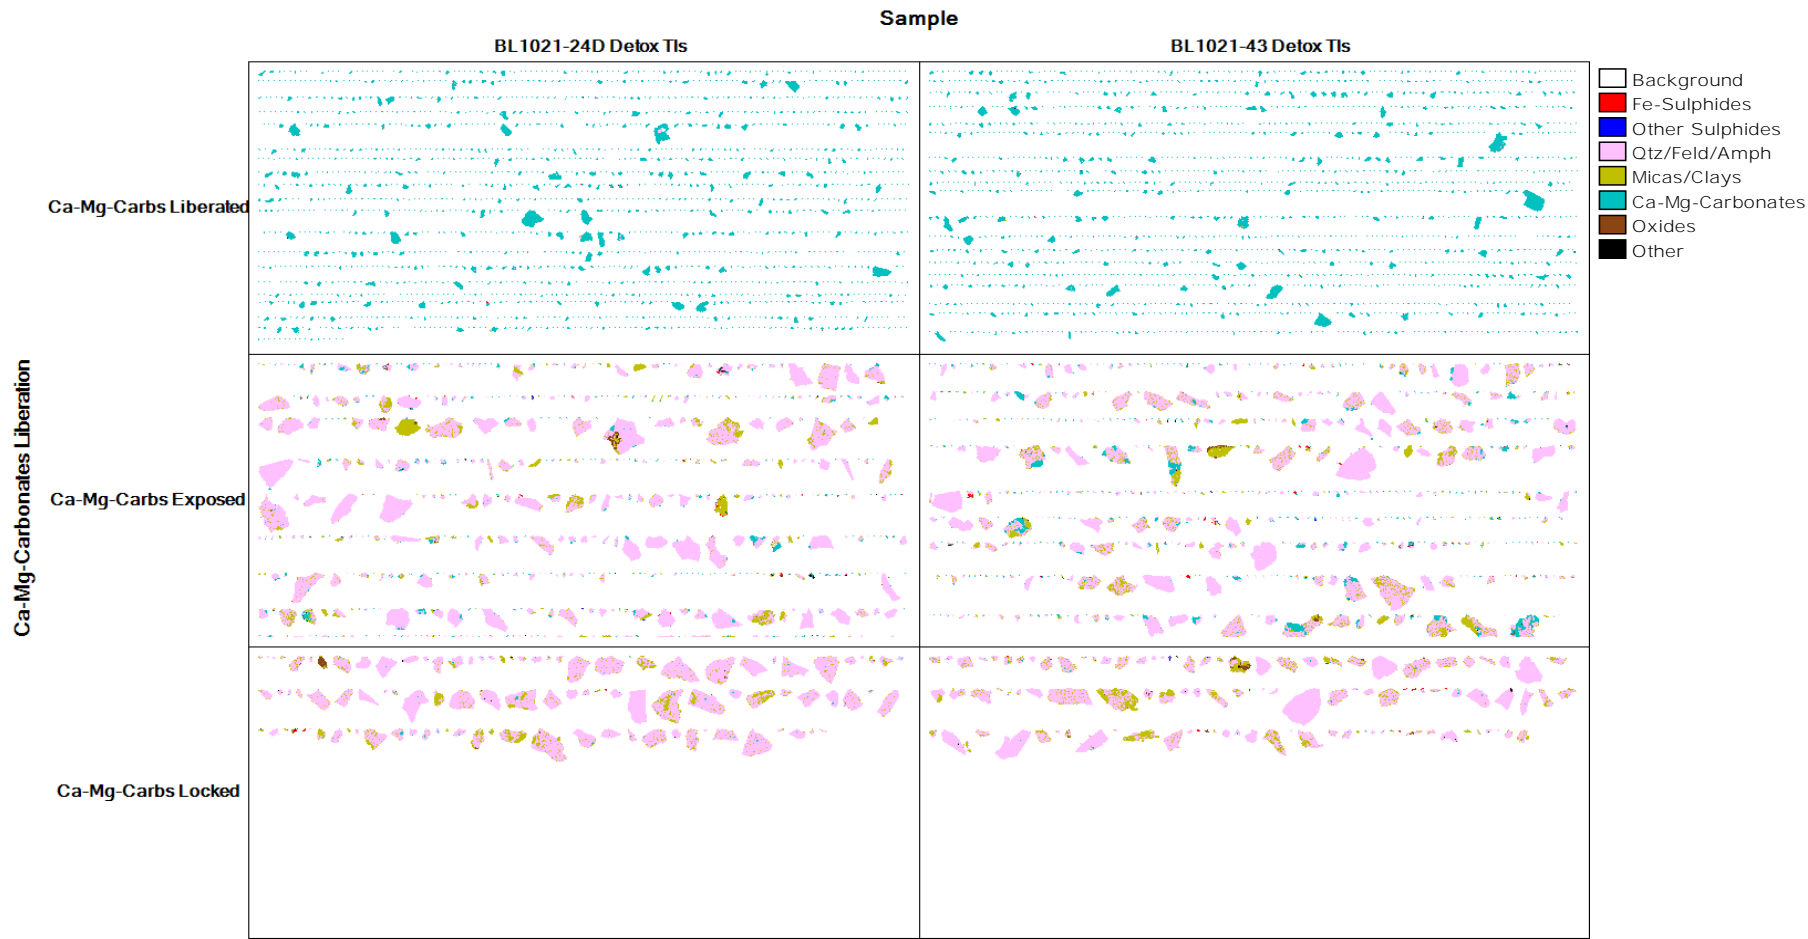 Sample
BL1021-24D Detox Tls
BL1021-43 Detox Tls
Background
Fe-Sulphides
Other Sulphides
Qtz/Feld/Amph
Micas/Clays
Ca-Mg-Carbonates
Oxides
Other
Ca-Mg-Carbonates Liberation
Ca-Mg-Carbs Liberated
Ca-Mg-Carbs Exposed
Ca-Mg-Carbs Locked